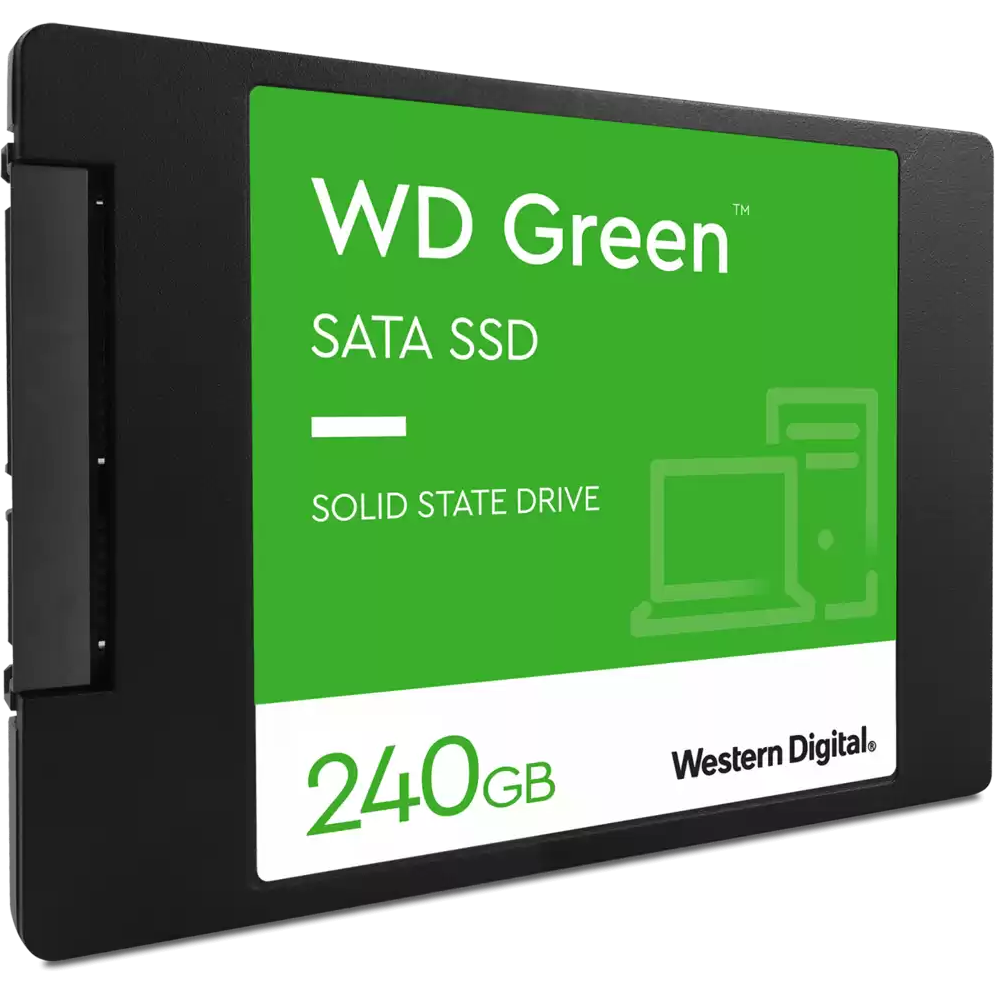 WD Green™
SATA SSD
SOLID STATE DRIVE
240GB
Western Digital®